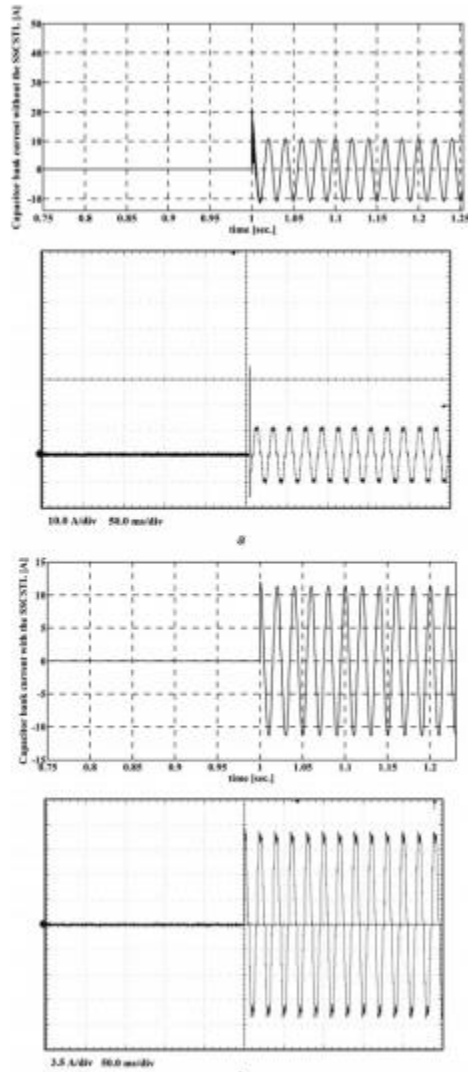 Capacitor bank current without the SSCSTL [A]
50
40
30
20
10
0
-10
0.75 0.8 0.85 0.9 0.95 1 1.05 1.1 1.15 1.2 1.25
time [sec.]
10.0 A/div 50.0 ms/div
a
Capacitor bank current with the SSCSTL [A]
15
10
5
0
-5
-10
-15
0.75 0.8 0.85 0.9 0.95 1 1.05 1.1 1.15 1.2
time [sec.]
3.5 A/div 50.0 ms/div